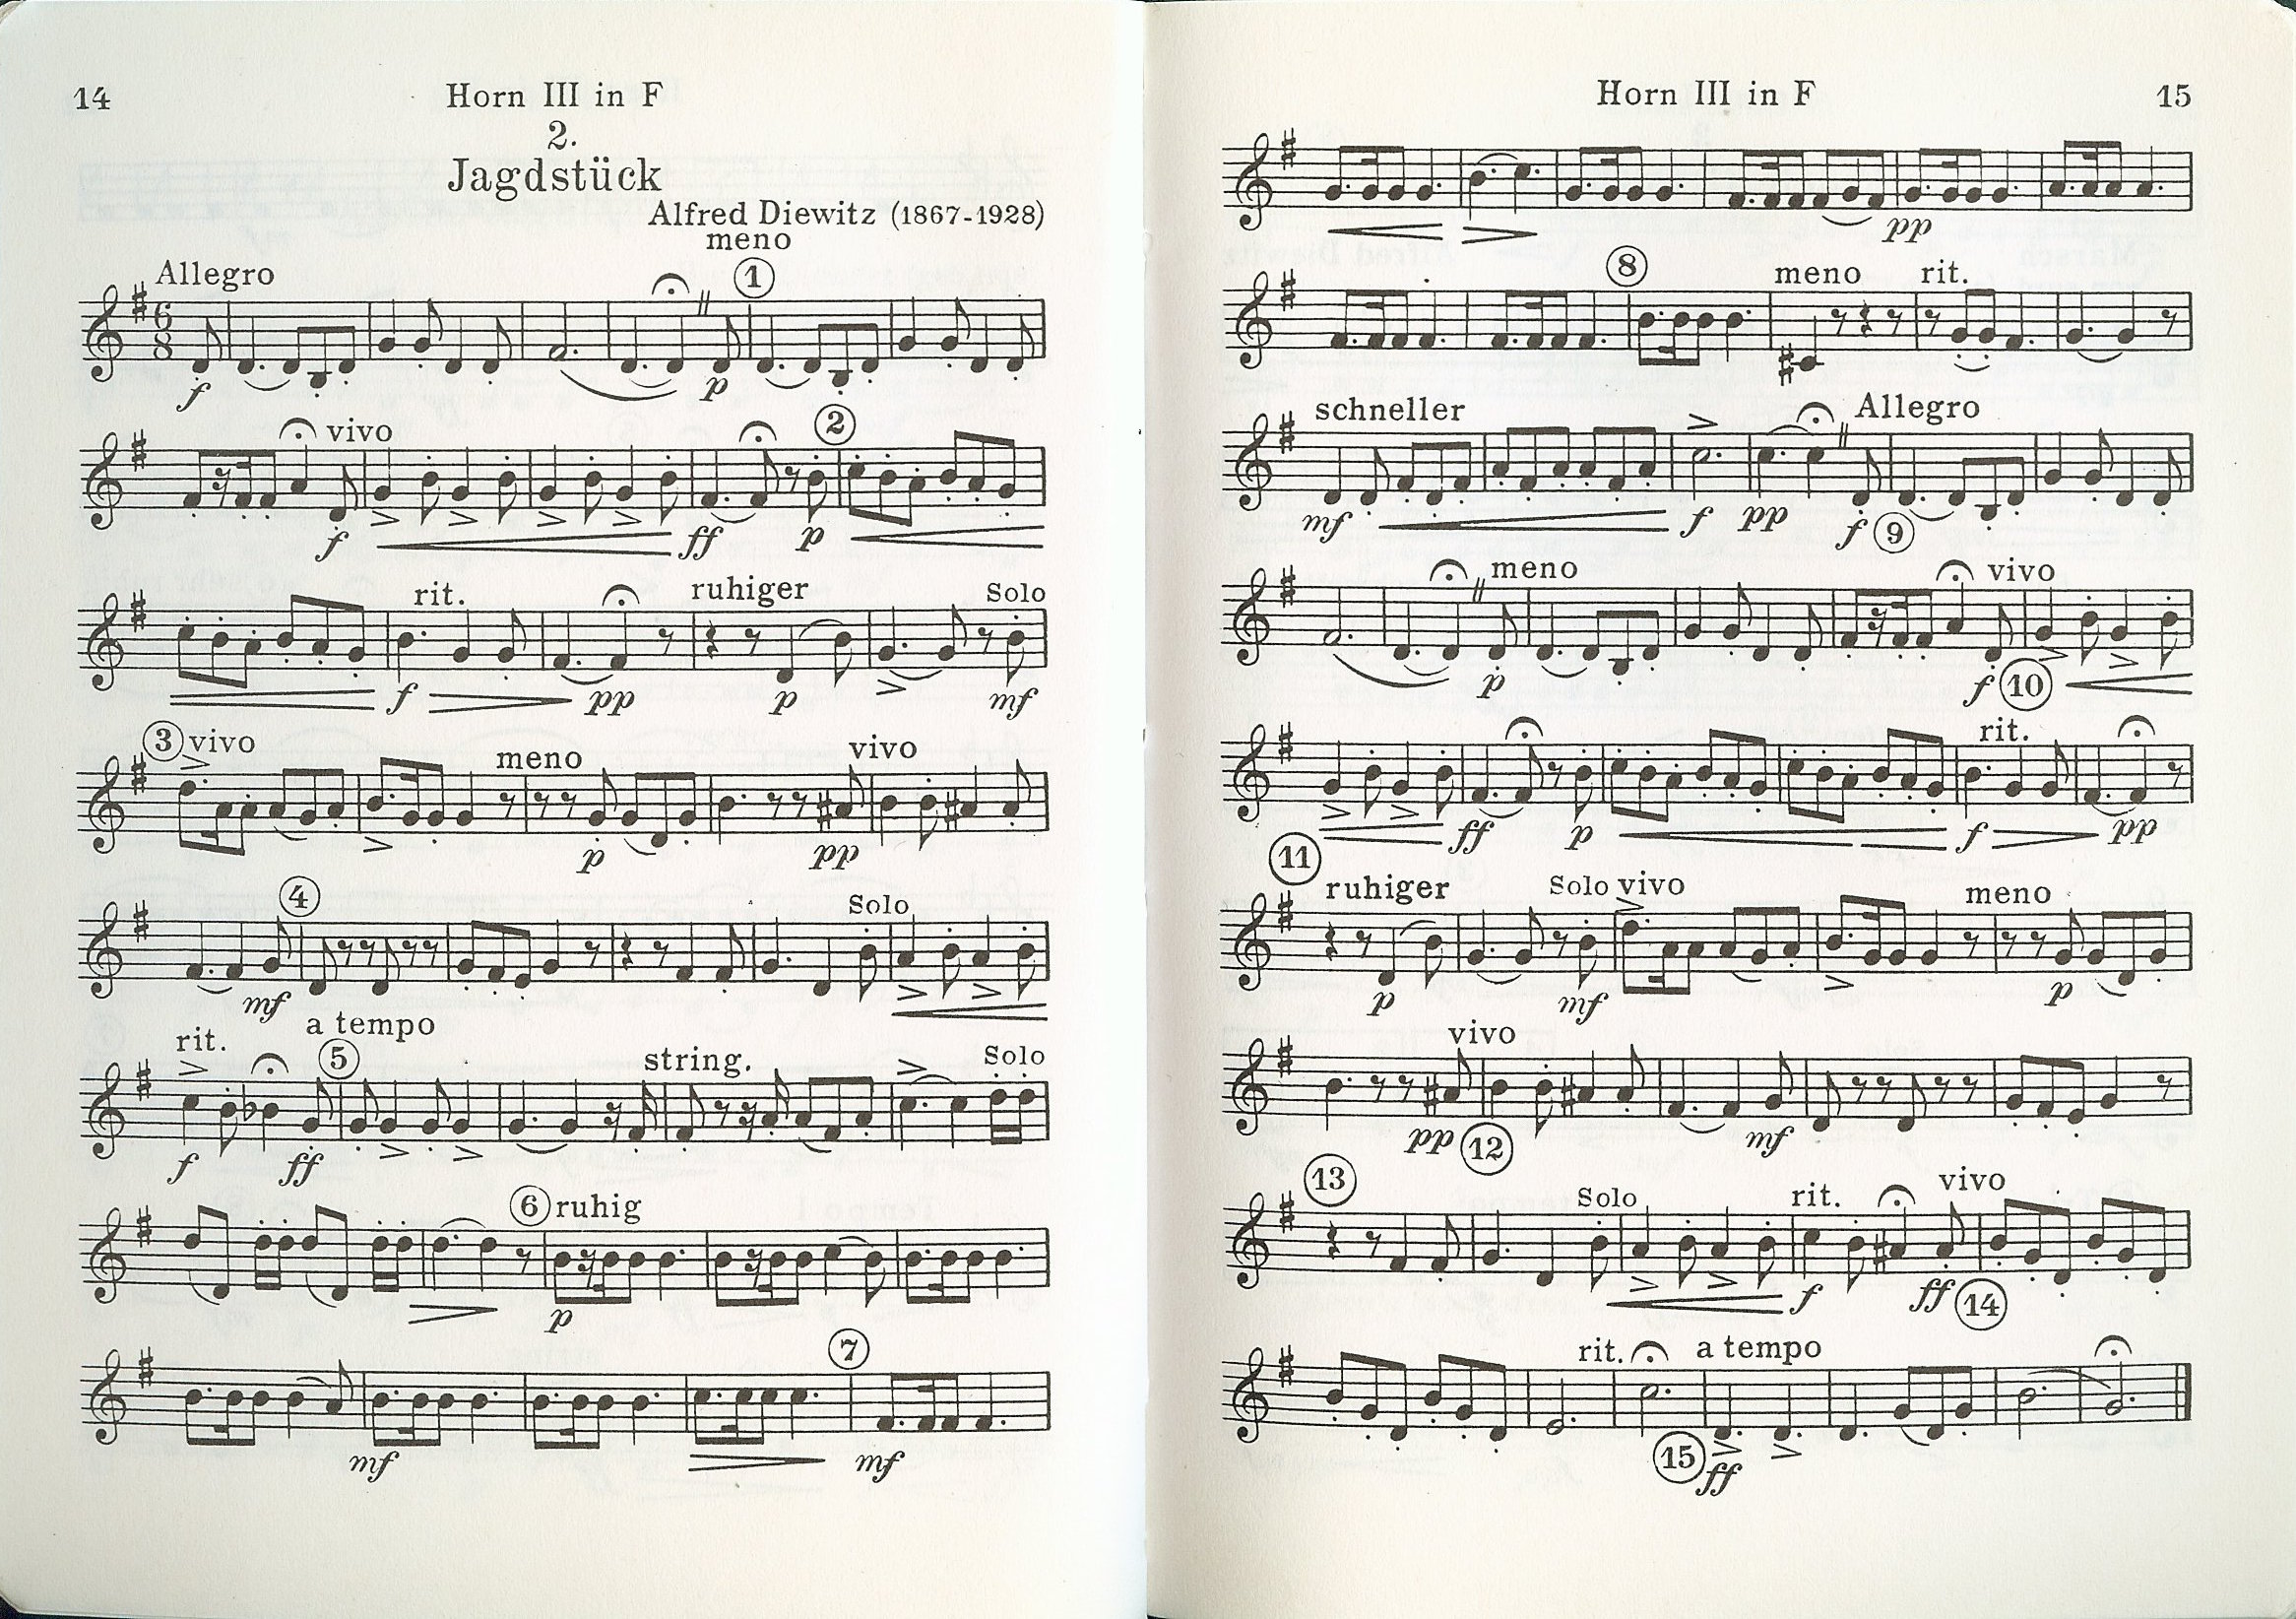 14
Horn III in F
2.
Jagdstück
Alfred Diewitz (1867-1928)
meno
Allegro
1
6
8
f p
vivo 2
f ff p
rit. ruhiger Solo
f pp p mf
3 vivo meno vivo
p pp
4 Solo
mf
rit. 5 a tempo string. Solo
f ff
6 ruhig
p
7
mf mf
Horn III in F 15
pp
8 meno rit.
schneller Allegro
mf f pp f 9
meno vivo
p f 10
rit.
ff p f pp
11 ruhiger Solo vivo meno
p mf p
vivo
pp 12 mf
13 Solo rit. vivo
f ff 14
rit. a tempo
15 ff